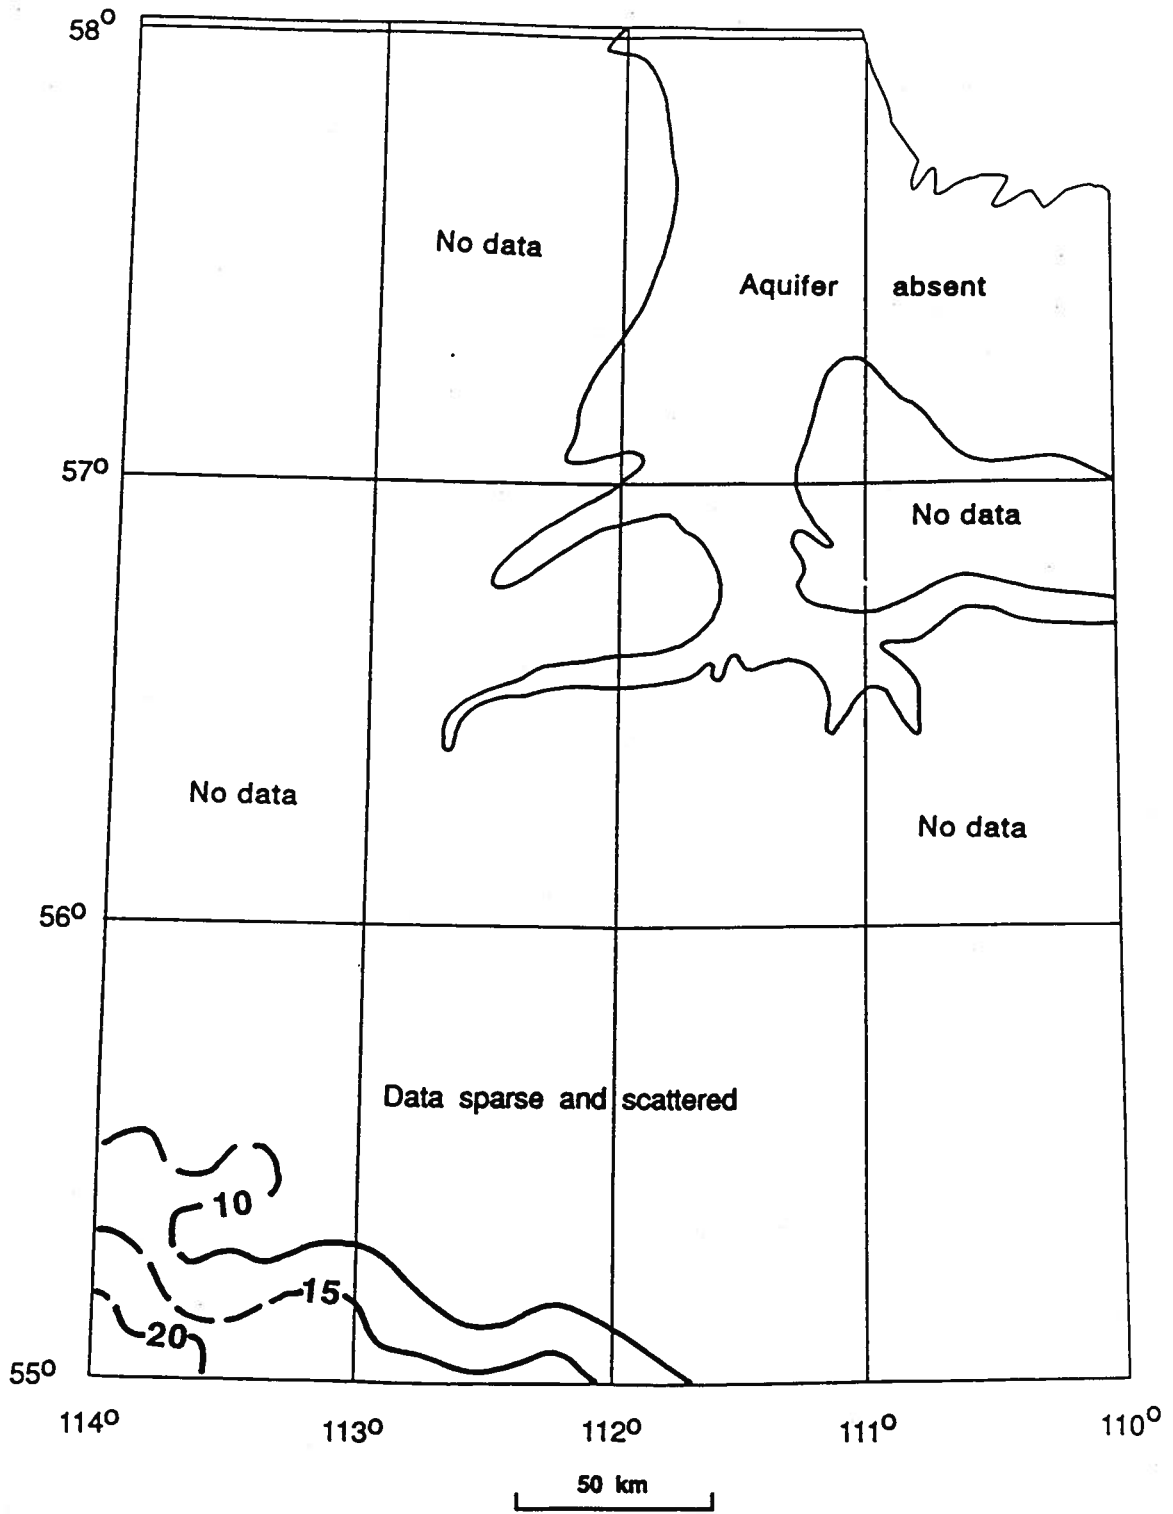 58°
No data
Aquifer absent
57°
No data
No data
No data
56°
Data sparse and scattered
10
15
20
55°
114° 113° 112° 111° 110°
50 km